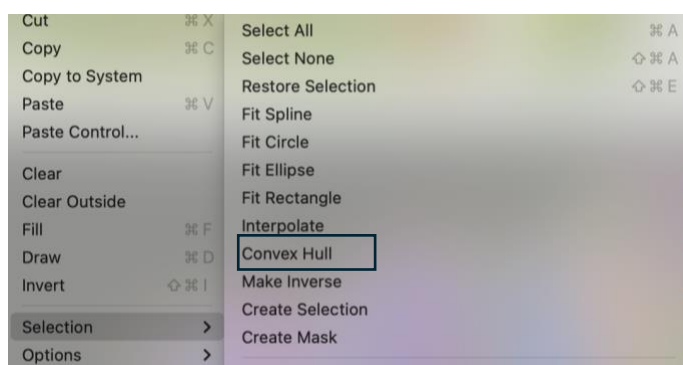 Cut ⌘ X
Copy ⌘ C
Copy to System
Paste ⌘ V
Paste Control...
Clear
Clear Outside
Fill ⌘ F
Draw ⌘ D
Invert ⇧ ⌘ I
Selection >
Options >
Select All ⌘ A
Select None ⇧ ⌘ A
Restore Selection ⇧ ⌘ E
Fit Spline
Fit Circle
Fit Ellipse
Fit Rectangle
Interpolate
Convex Hull
Make Inverse
Create Selection
Create Mask